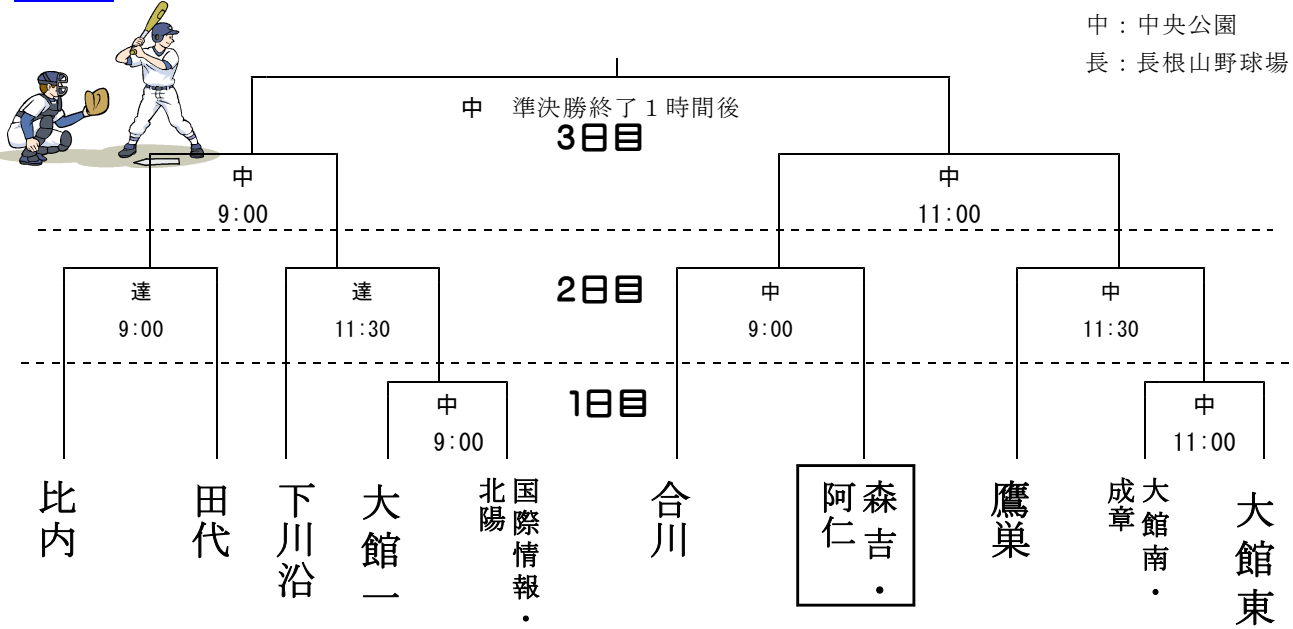 中：中央公園
長：長根山野球場
中　準決勝終了１時間後
3日目
中
9:00
中
11:00
2日目
達
9:00
達
11:30
中
9:00
中
11:30
1日目
中
9:00
中
11:00
比内
田代
下川沿
大館一
国際情報・
北陽
合川
森吉・
阿仁
鷹巣
大館南・
成章
大館東